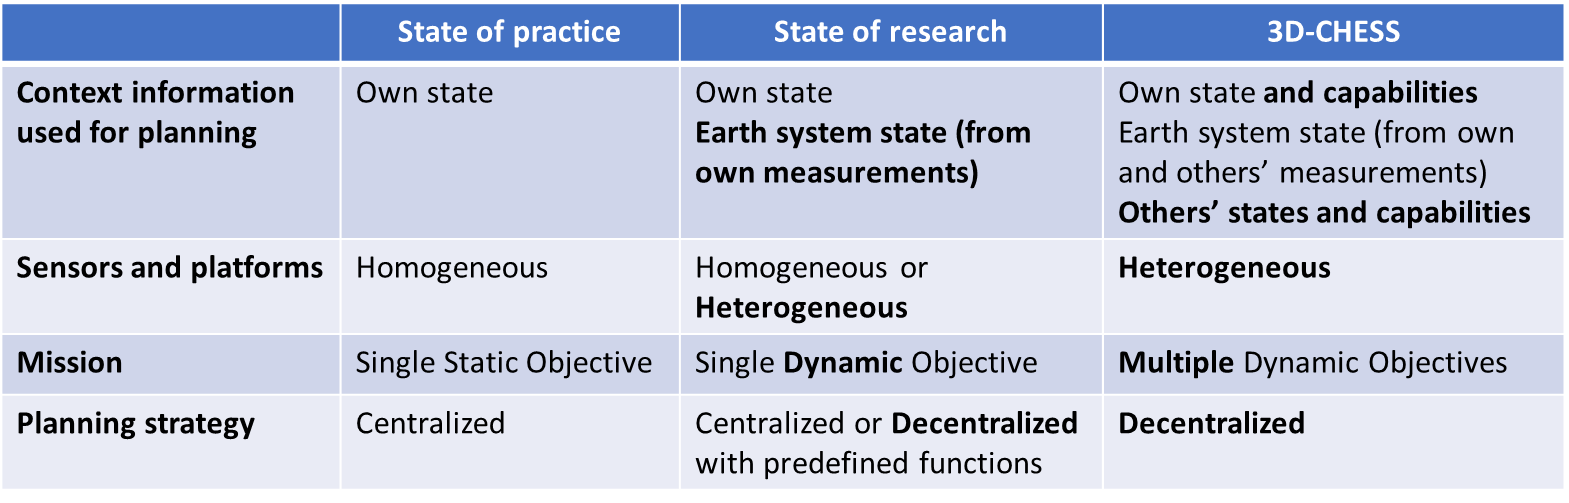 State of practice
State of research
3D-CHESS
Context information
used for planning
Own state
Own state
Earth system state (from
own measurements)
Own state and capabilities
Earth system state (from own
and others’ measurements)
Others’ states and capabilities
Sensors and platforms
Homogeneous
Homogeneous or
Heterogeneous
Heterogeneous
Mission
Single Static Objective
Single Dynamic Objective
Multiple Dynamic Objectives
Planning strategy
Centralized
Centralized or Decentralized
with predefined functions
Decentralized